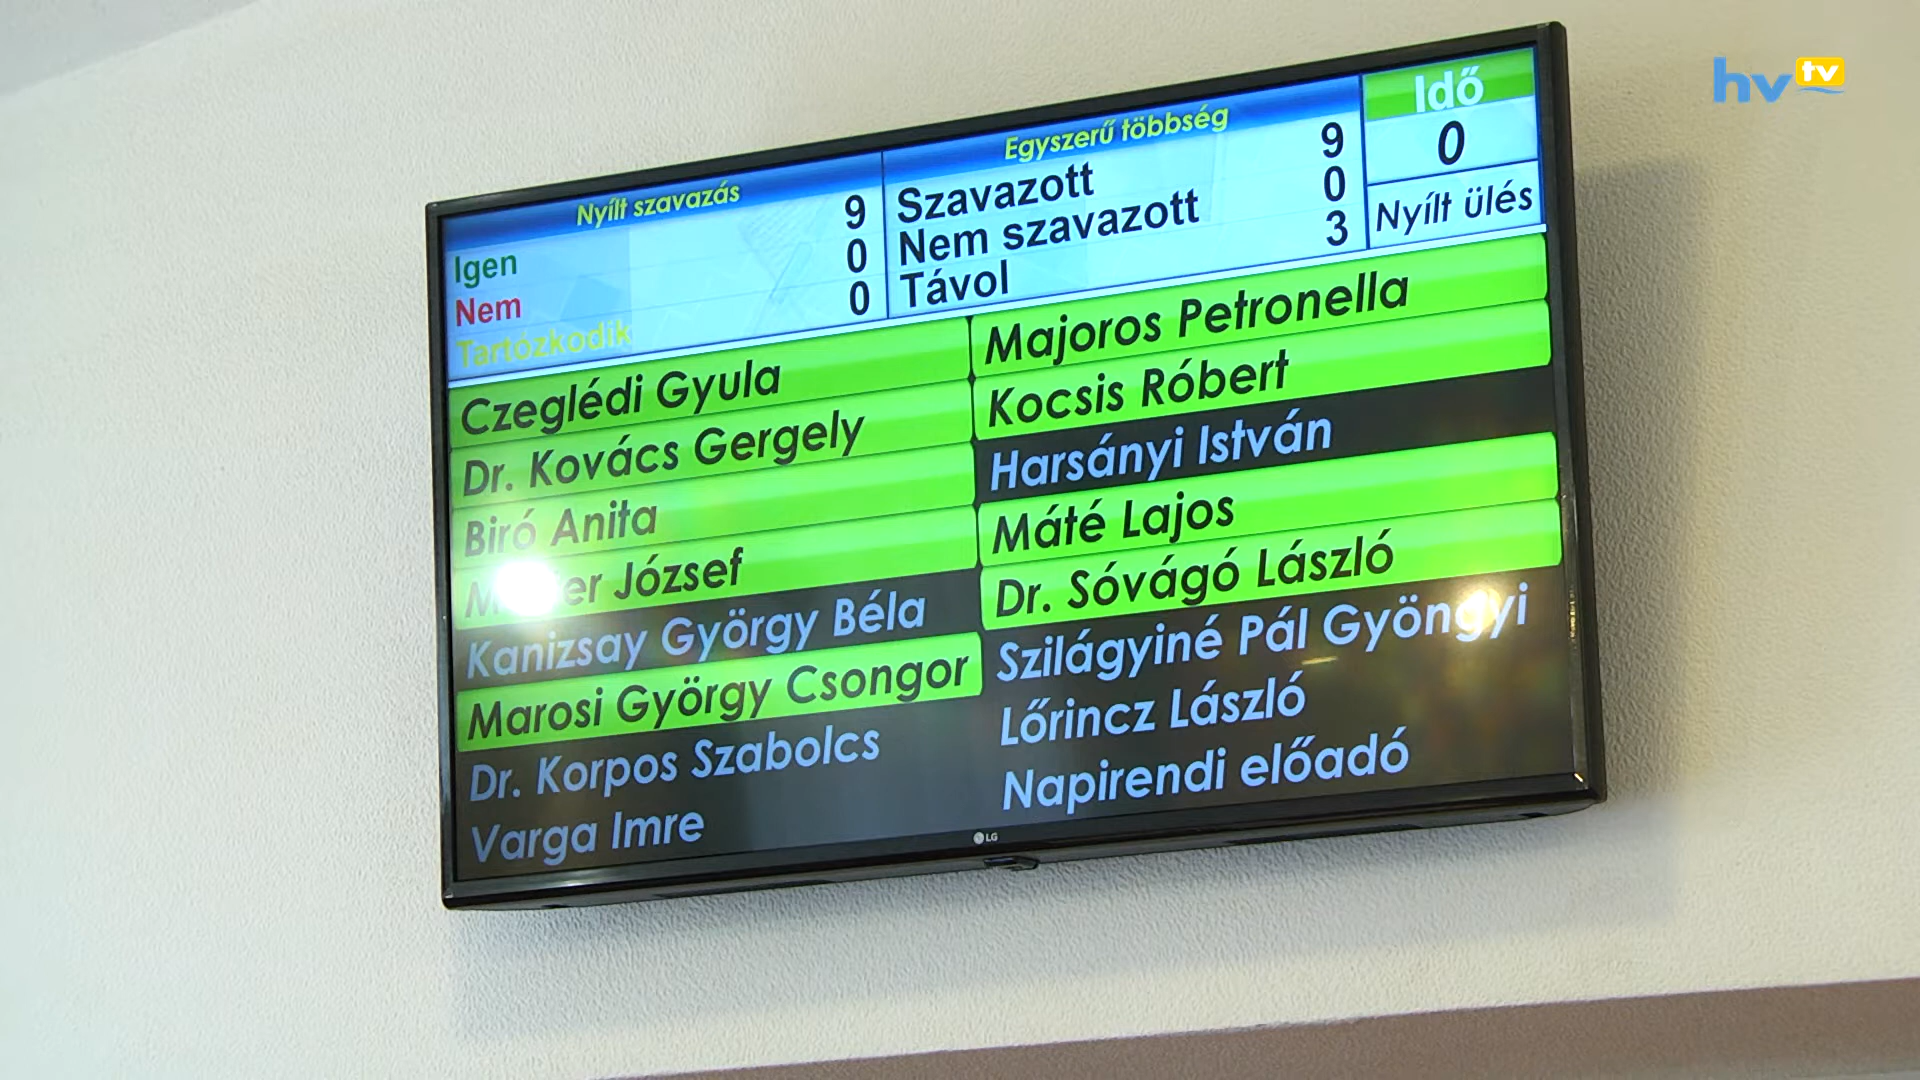 hv tv
Nyílt szavazás
Igen 9
Nem 0
Tartózkodik 0
Egyszerű többség
Szavazott 9
Nem szavazott 0
Távol 3
Idő
0
Nyílt ülés
Czeglédi Gyula
Dr. Kovács Gergely
Biró Anita
József
Kanizsay György Béla
Marosi György Csongor
Dr. Korpos Szabolcs
Varga Imre
Majoros Petronella
Kocsis Róbert
Harsányi István
Máté Lajos
Dr. Sóvágó László
Szilágyiné Pál Gyöngyi
Lőrincz László
Napirendi előadó
LG